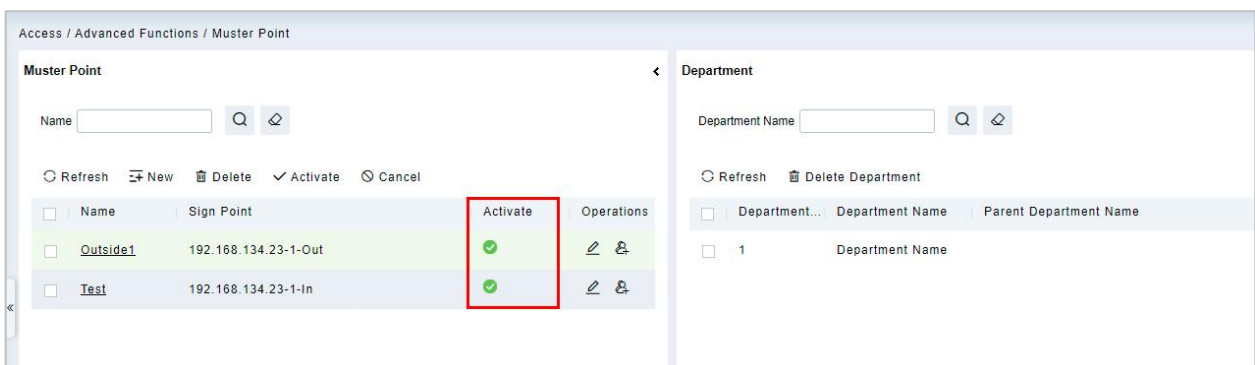 Access / Advanced Functions / Muster Point
Muster Point
Name
Refresh New Delete Activate Cancel
Name Sign Point Activate Operations
Outside1 192.168.134.23-1-Out
Test 192.168.134.23-1-In
Department
Department Name
Refresh Delete Department
Department... Department Name Parent Department Name
1 Department Name